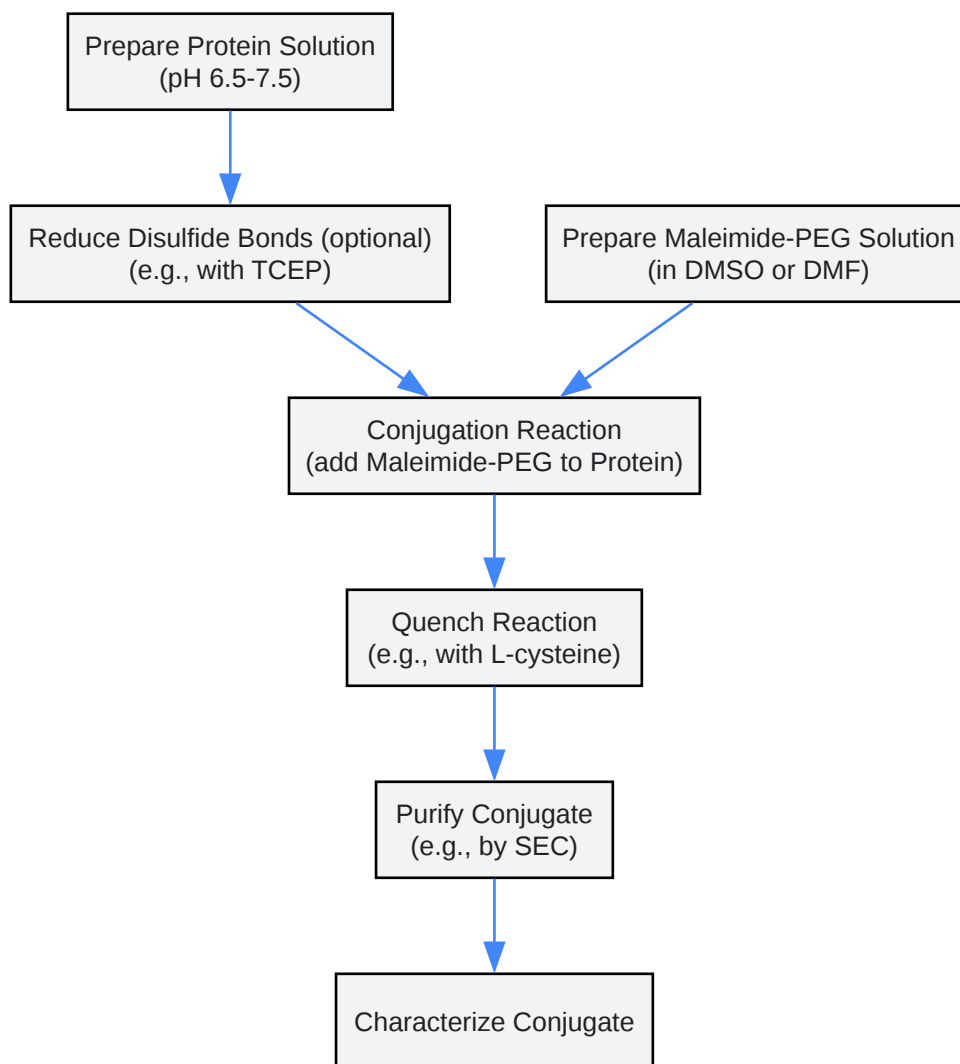 Prepare Protein Solution
(pH 6.5-7.5)
Reduce Disulfide Bonds (optional)
(e.g., with TCEP)
Prepare Maleimide-PEG Solution
(in DMSO or DMF)
Conjugation Reaction
(add Maleimide-PEG to Protein)
Quench Reaction
(e.g., with L-cysteine)
Purify Conjugate
(e.g., by SEC)
Characterize Conjugate